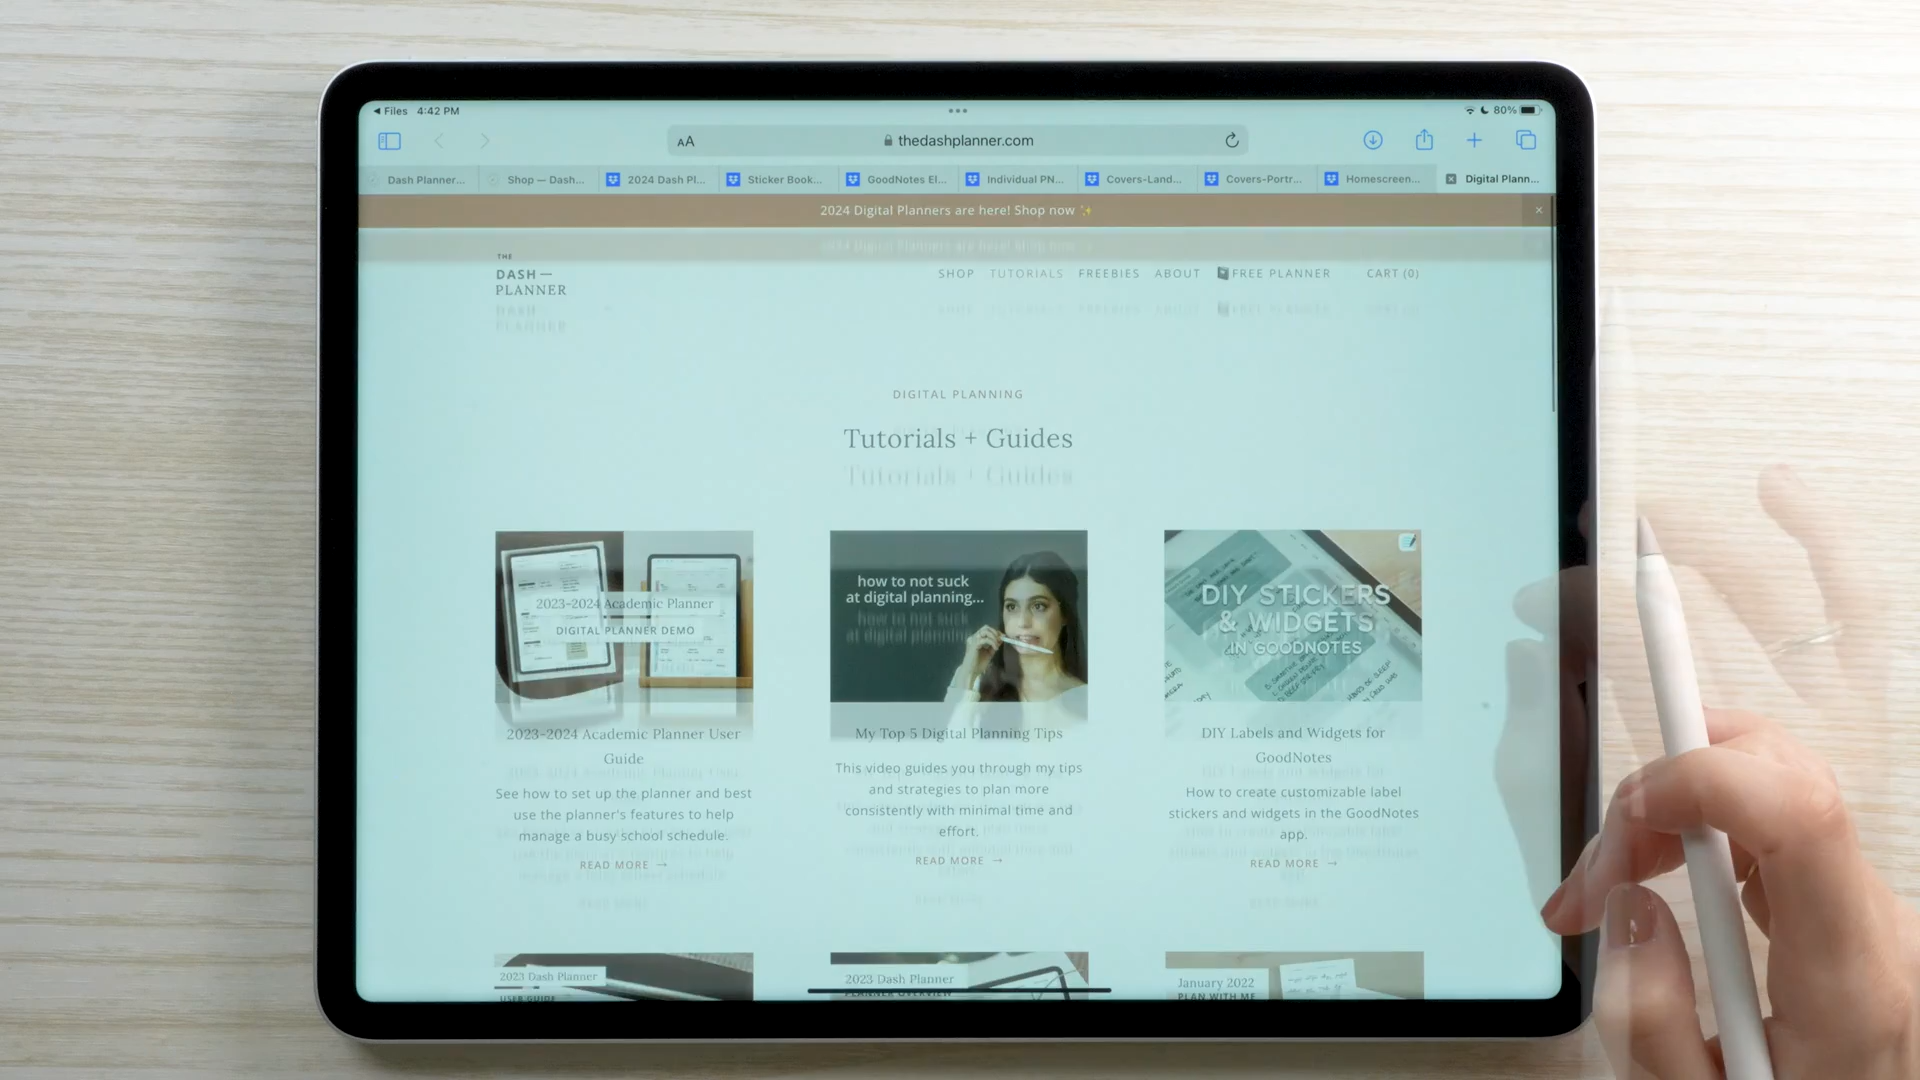 Files 4:42 PM
80%
AA
thedashplanner.com
Dash Planner...
Shop — Dash...
2024 Dash Pl...
Sticker Book...
GoodNotes El...
Individual PN...
Covers-Land...
Covers-Portr...
Homescreen...
Digital Plann...
2024 Digital Planners are here! Shop now ✨
THE
DASH—
PLANNER
SHOP TUTORIALS FREEBIES ABOUT FREE PLANNER CART (0)
DIGITAL PLANNING
Tutorials + Guides
2023-2024 Academic Planner
DIGITAL PLANNER DEMO
2023-2024 Academic Planner User
Guide
See how to set up the planner and best
use the planner's features to help
manage a busy school schedule.
READ MORE →
how to not suck
at digital planning...
My Top 5 Digital Planning Tips
This video guides you through my tips
and strategies to plan more
consistently with minimal time and
effort.
READ MORE →
DIY STICKERS
& WIDGETS
IN GOODNOTES
DIY Labels and Widgets for
GoodNotes
How to create customizable label
stickers and widgets in the GoodNotes
app.
READ MORE →
2023 Dash Planner
USER GUIDE
2023 Dash Planner
PLANNER OVERVIEW
January 2022
PLAN WITH ME